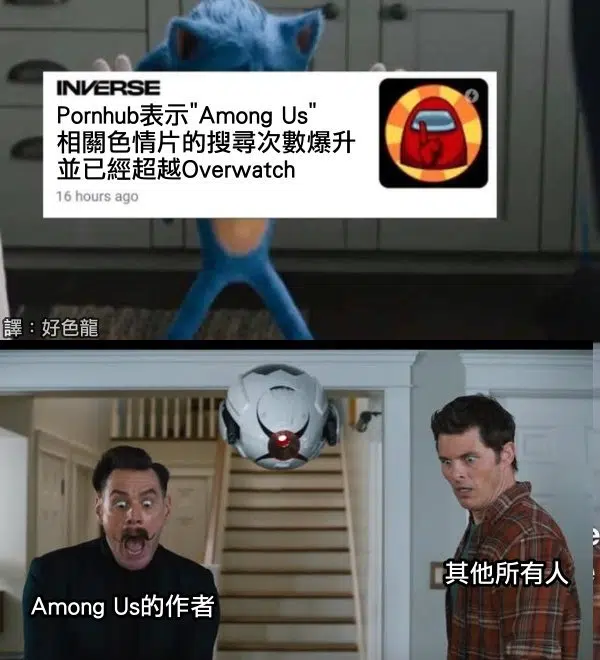 INVERSE
Pornhub表示"Among Us"
相關色情片的搜尋次數爆升
並已經超越Overwatch
16 hours ago
譯：好色龍
其他所有人
Among Us的作者